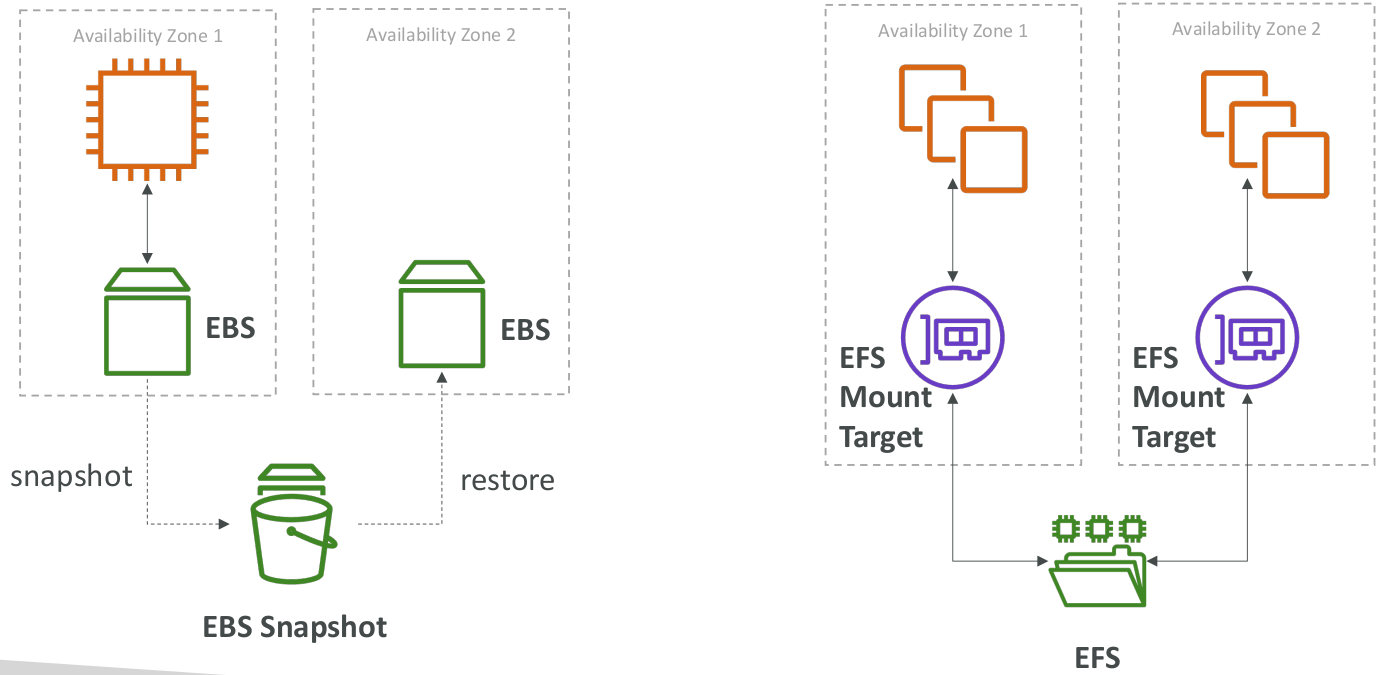 Availability Zone 1
Availability Zone 2
EBS
EBS
snapshot
restore
EBS Snapshot
Availability Zone 1
Availability Zone 2
EFS
Mount
Target
EFS
Mount
Target
EFS